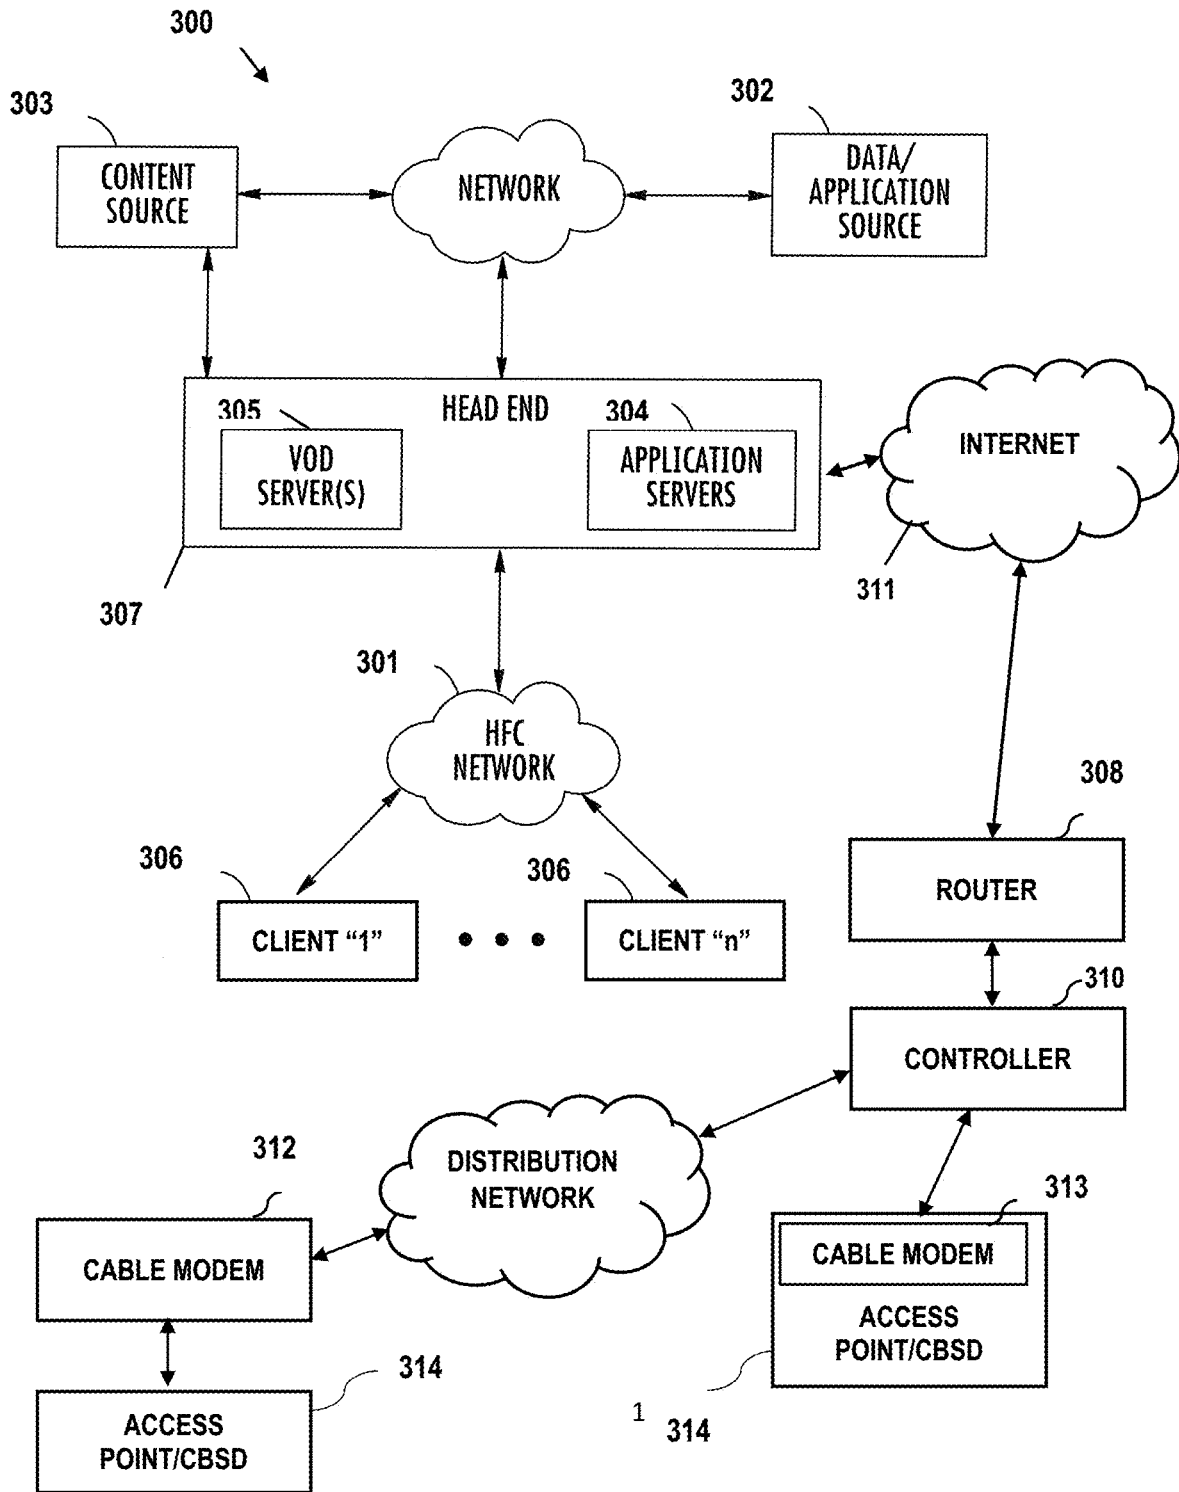 300
303
302
CONTENT
SOURCE
NETWORK
DATA/
APPLICATION
SOURCE
305
HEAD END
304
VOD
SERVER(S)
APPLICATION
SERVERS
INTERNET
307
311
301
HFC
NETWORK
308
306
306
ROUTER
CLIENT “1”
CLIENT “n”
310
CONTROLLER
312
DISTRIBUTION
NETWORK
313
CABLE MODEM
CABLE MODEM
ACCESS
POINT/CBSD
314
1
314
ACCESS
POINT/CBSD